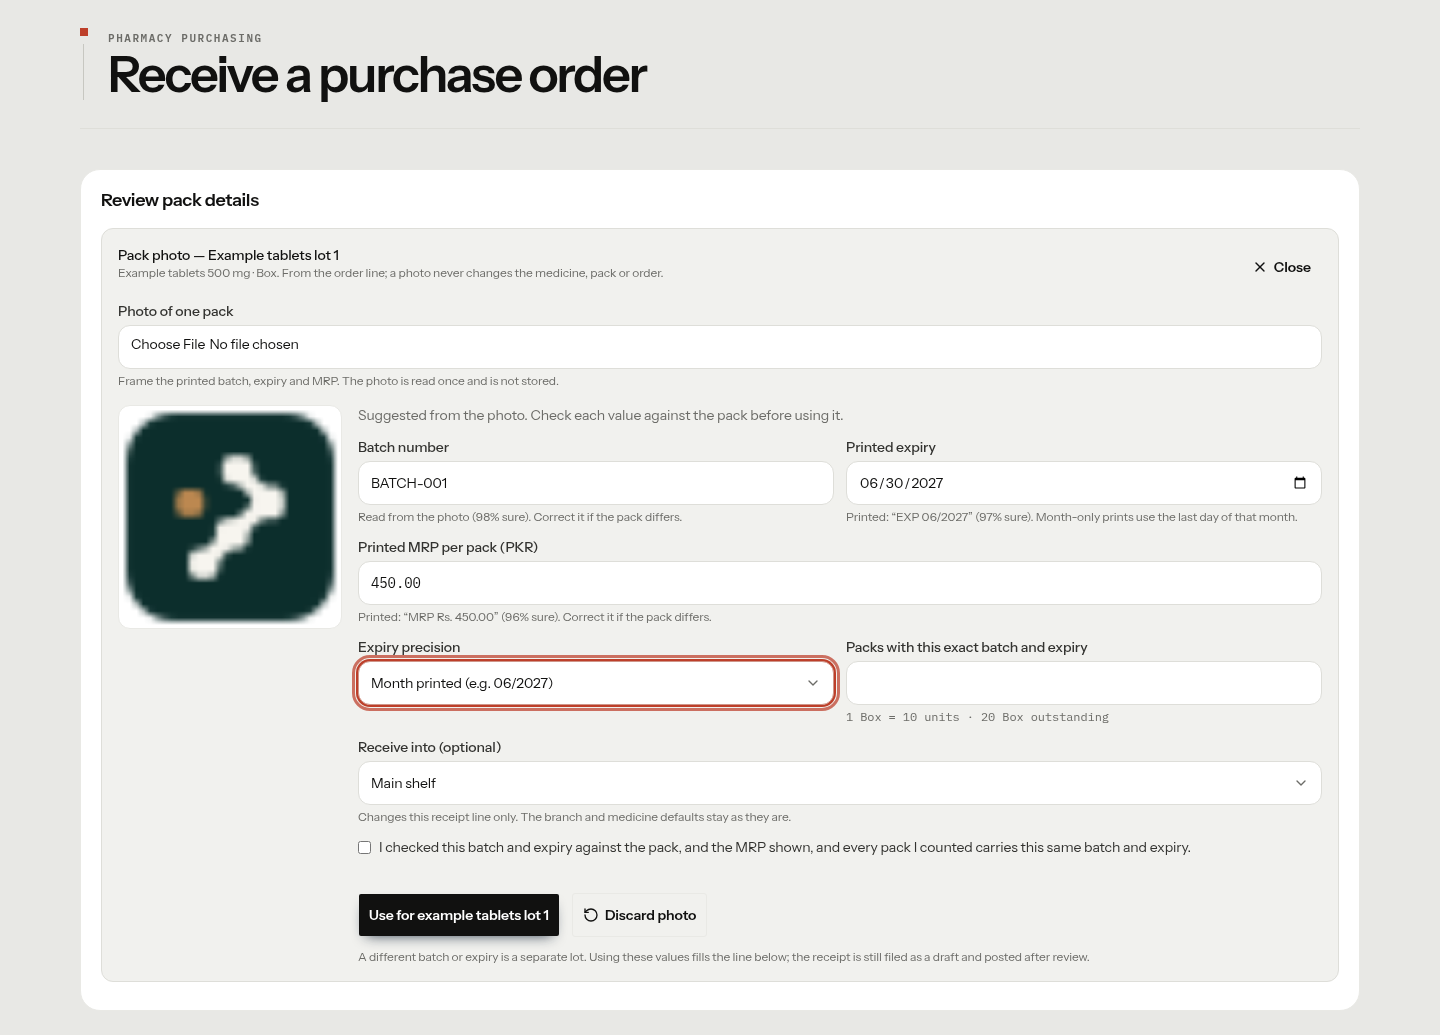 PHARMACY PURCHASING
Receive a purchase order
Review pack details
Pack photo — Example tablets lot 1
Example tablets 500 mg · Box. From the order line; a photo never changes the medicine, pack or order.
Close
Photo of one pack
Choose File No file chosen
Frame the printed batch, expiry and MRP. The photo is read once and is not stored.
Suggested from the photo. Check each value against the pack before using it.
Batch number
Printed expiry
BATCH-001
06/30/2027
Read from the photo (98% sure). Correct it if the pack differs.
Printed: “EXP 06/2027” (97% sure). Month-only prints use the last day of that month.
Printed MRP per pack (PKR)
450.00
Printed: “MRP Rs. 450.00” (96% sure). Correct it if the pack differs.
Expiry precision
Packs with this exact batch and expiry
Month printed (e.g. 06/2027)
1 Box = 10 units · 20 Box outstanding
Receive into (optional)
Main shelf
Changes this receipt line only. The branch and medicine defaults stay as they are.
I checked this batch and expiry against the pack, and the MRP shown, and every pack I counted carries this same batch and expiry.
Use for example tablets lot 1
Discard photo
A different batch or expiry is a separate lot. Using these values fills the line below; the receipt is still filed as a draft and posted after review.